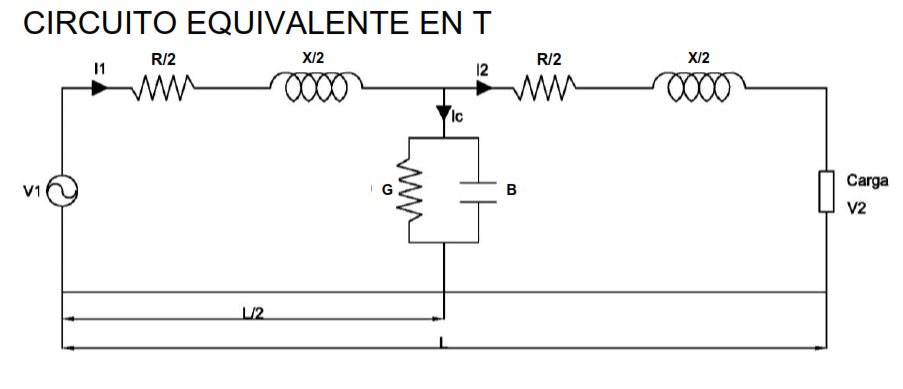 CIRCUITO EQUIVALENTE EN T
I1
R/2
X/2
I2
R/2
X/2
Ic
V1
G
B
Carga
V2
L/2
L